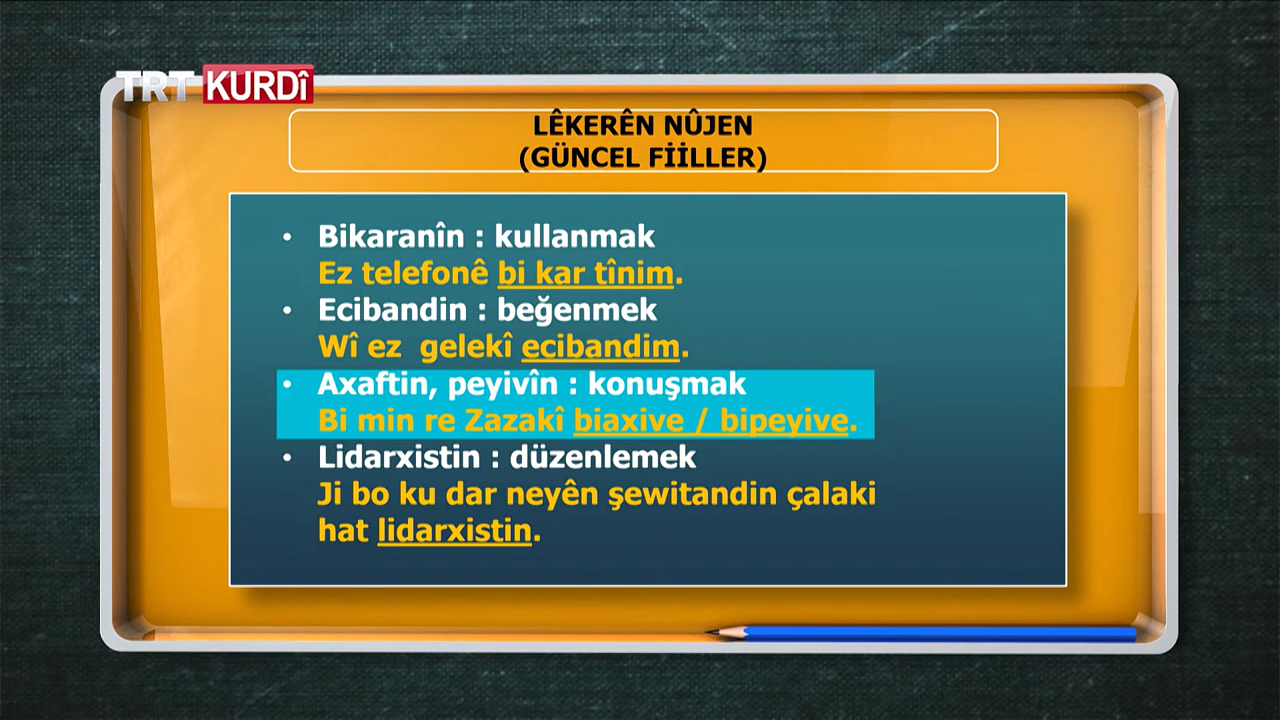 TRT KURDî
LÊKERÊN NÛJEN
(GÜNCEL FİİLLER)
• Bikaranîn : kullanmak
Ez telefonê bi kar tînim.
• Ecibandin : beğenmek
Wî ez gelekî ecibandim.
• Axaftin, peyivîn : konuşmak
Bi min re Zazakî biaxive / bipeyive.
• Lidarxistin : düzenlemek
Ji bo ku dar neyên şewitandin çalaki
hat lidarxistin.